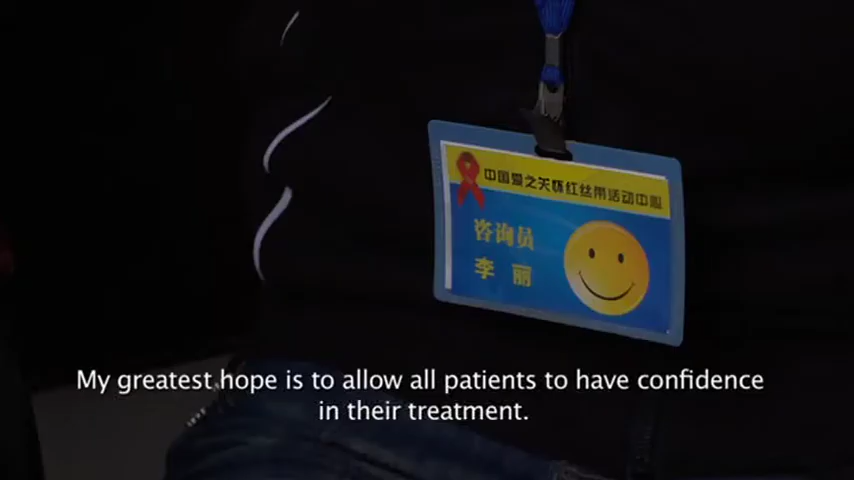 中国爱之关怀红丝带活动中心
咨询员
李 丽
My greatest hope is to allow all patients to have confidence
in their treatment.